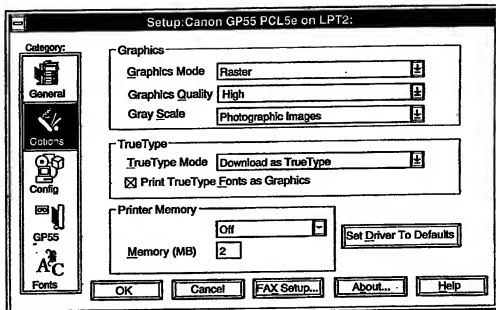 Setup:Canon GP55 PCL5e on LPT2:
Category:
General
Options
Config
GP55
Fonts
Graphics
Graphics Mode Raster
Graphics Quality High
Gray Scale Photographic Images
TrueType
TrueType Mode Download as TrueType
Print TrueType Fonts as Graphics
Printer Memory
Off
Memory (MB) 2
Set Driver To Defaults
OK Cancel FAX Setup... About... Help